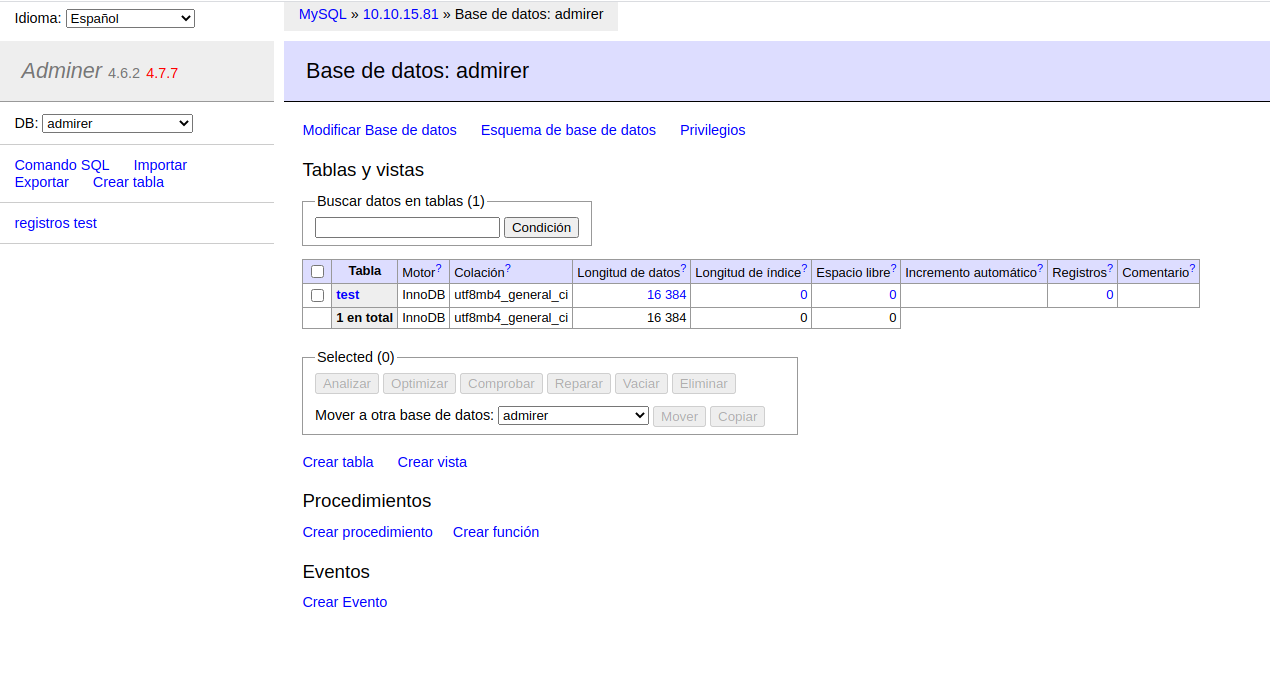 Idioma: Español
MySQL » 10.10.15.81 » Base de datos: admirer
Adminer 4.6.2 4.7.7
Base de datos: admirer
DB: admirer
Modificar Base de datos Esquema de base de datos Privilegios
Comando SQL Importar
Exportar Crear tabla
registros test
Tablas y vistas
Buscar datos en tablas (1)
Condición
Tabla Motor? Colación? Longitud de datos? Longitud de índice? Espacio libre? Incremento automático? Registros? Comentario?
test InnoDB utf8mb4_general_ci 16 384 0 0 0
1 en total InnoDB utf8mb4_general_ci 16 384 0 0
Selected (0)
Analizar Optimizar Comprobar Reparar Vaciar Eliminar
Mover a otra base de datos: admirer Mover Copiar
Crear tabla Crear vista
Procedimientos
Crear procedimiento Crear función
Eventos
Crear Evento